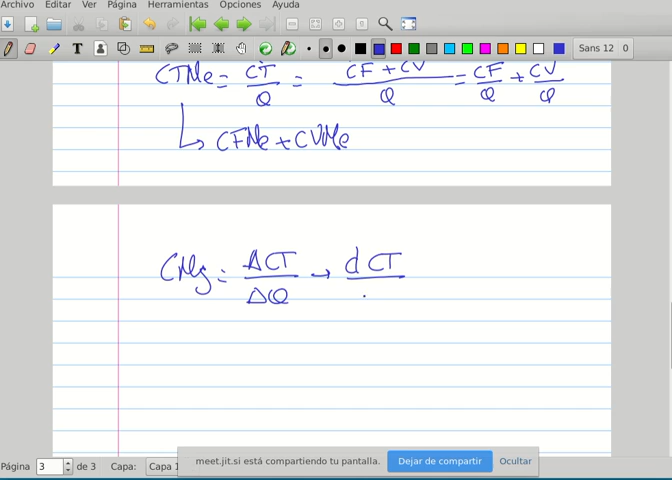 Archivo Editar Ver Página Herramientas Opciones Ayuda
Sans 12 0
CTMe = CT/Q = CF + CV/Q = CF/Q + CV/Q
↳ CFMe + CVMe
CMg = ΔCT/ΔQ → dCT
Página 3 de 3 Capa: Capa 1
meet.jit.si está compartiendo tu pantalla. Dejar de compartir Ocultar